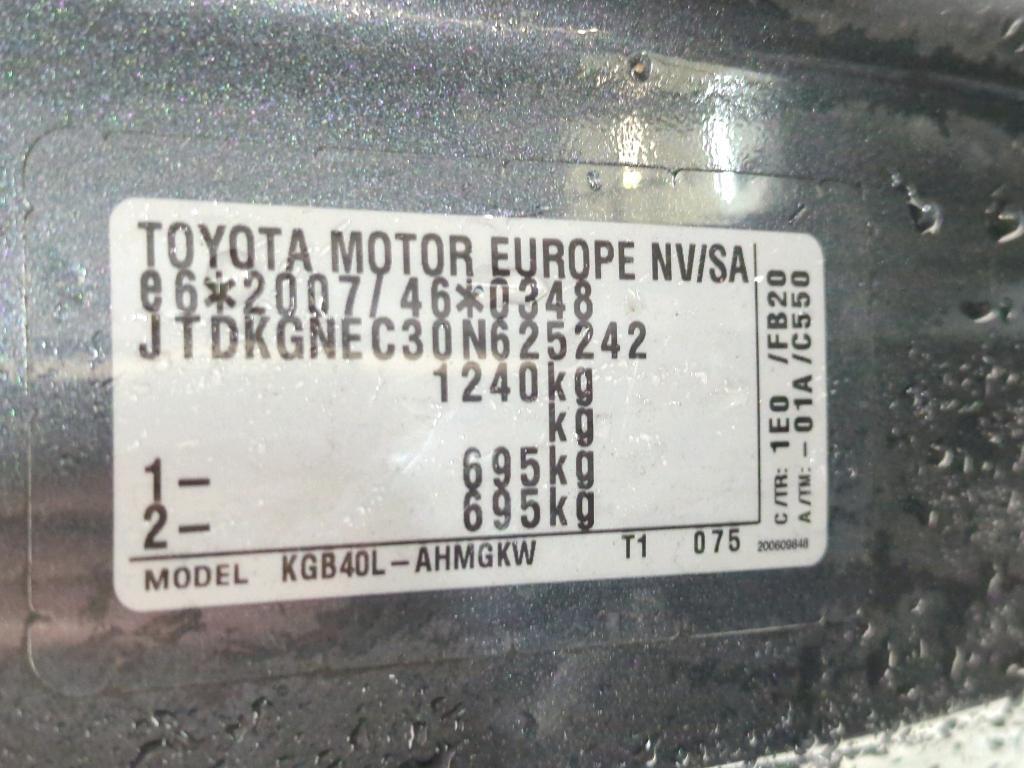 TOYOTA MOTOR EUROPE NV/SA
e6*2007/46*0348
JTDKGNEC30N625242
1240kg
kg
1- 695kg
2- 695kg
MODEL KGB40L-AHMGKW T1 075
C/TR: 1E0 /FB20
A/TM: -01A /C550
200609848